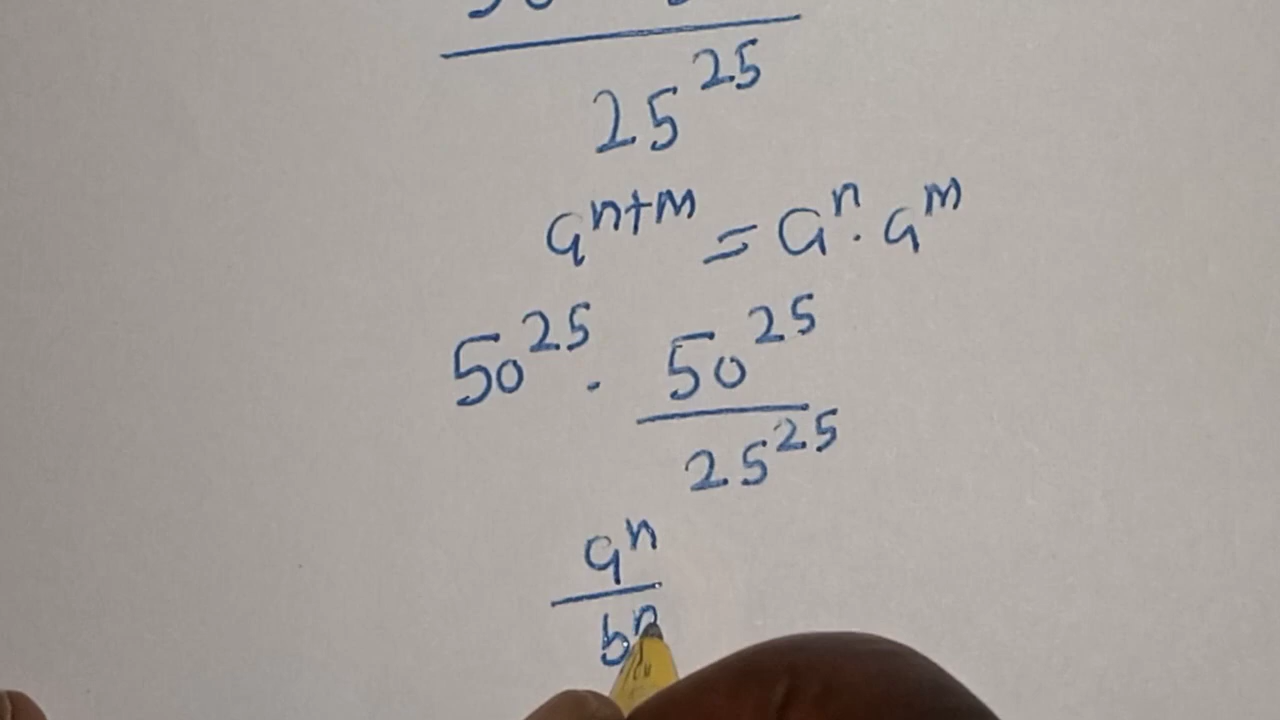 25^25
a^n+m = a^n . a^m
50^25 . 50^25 / 25^25
a^n / b^n